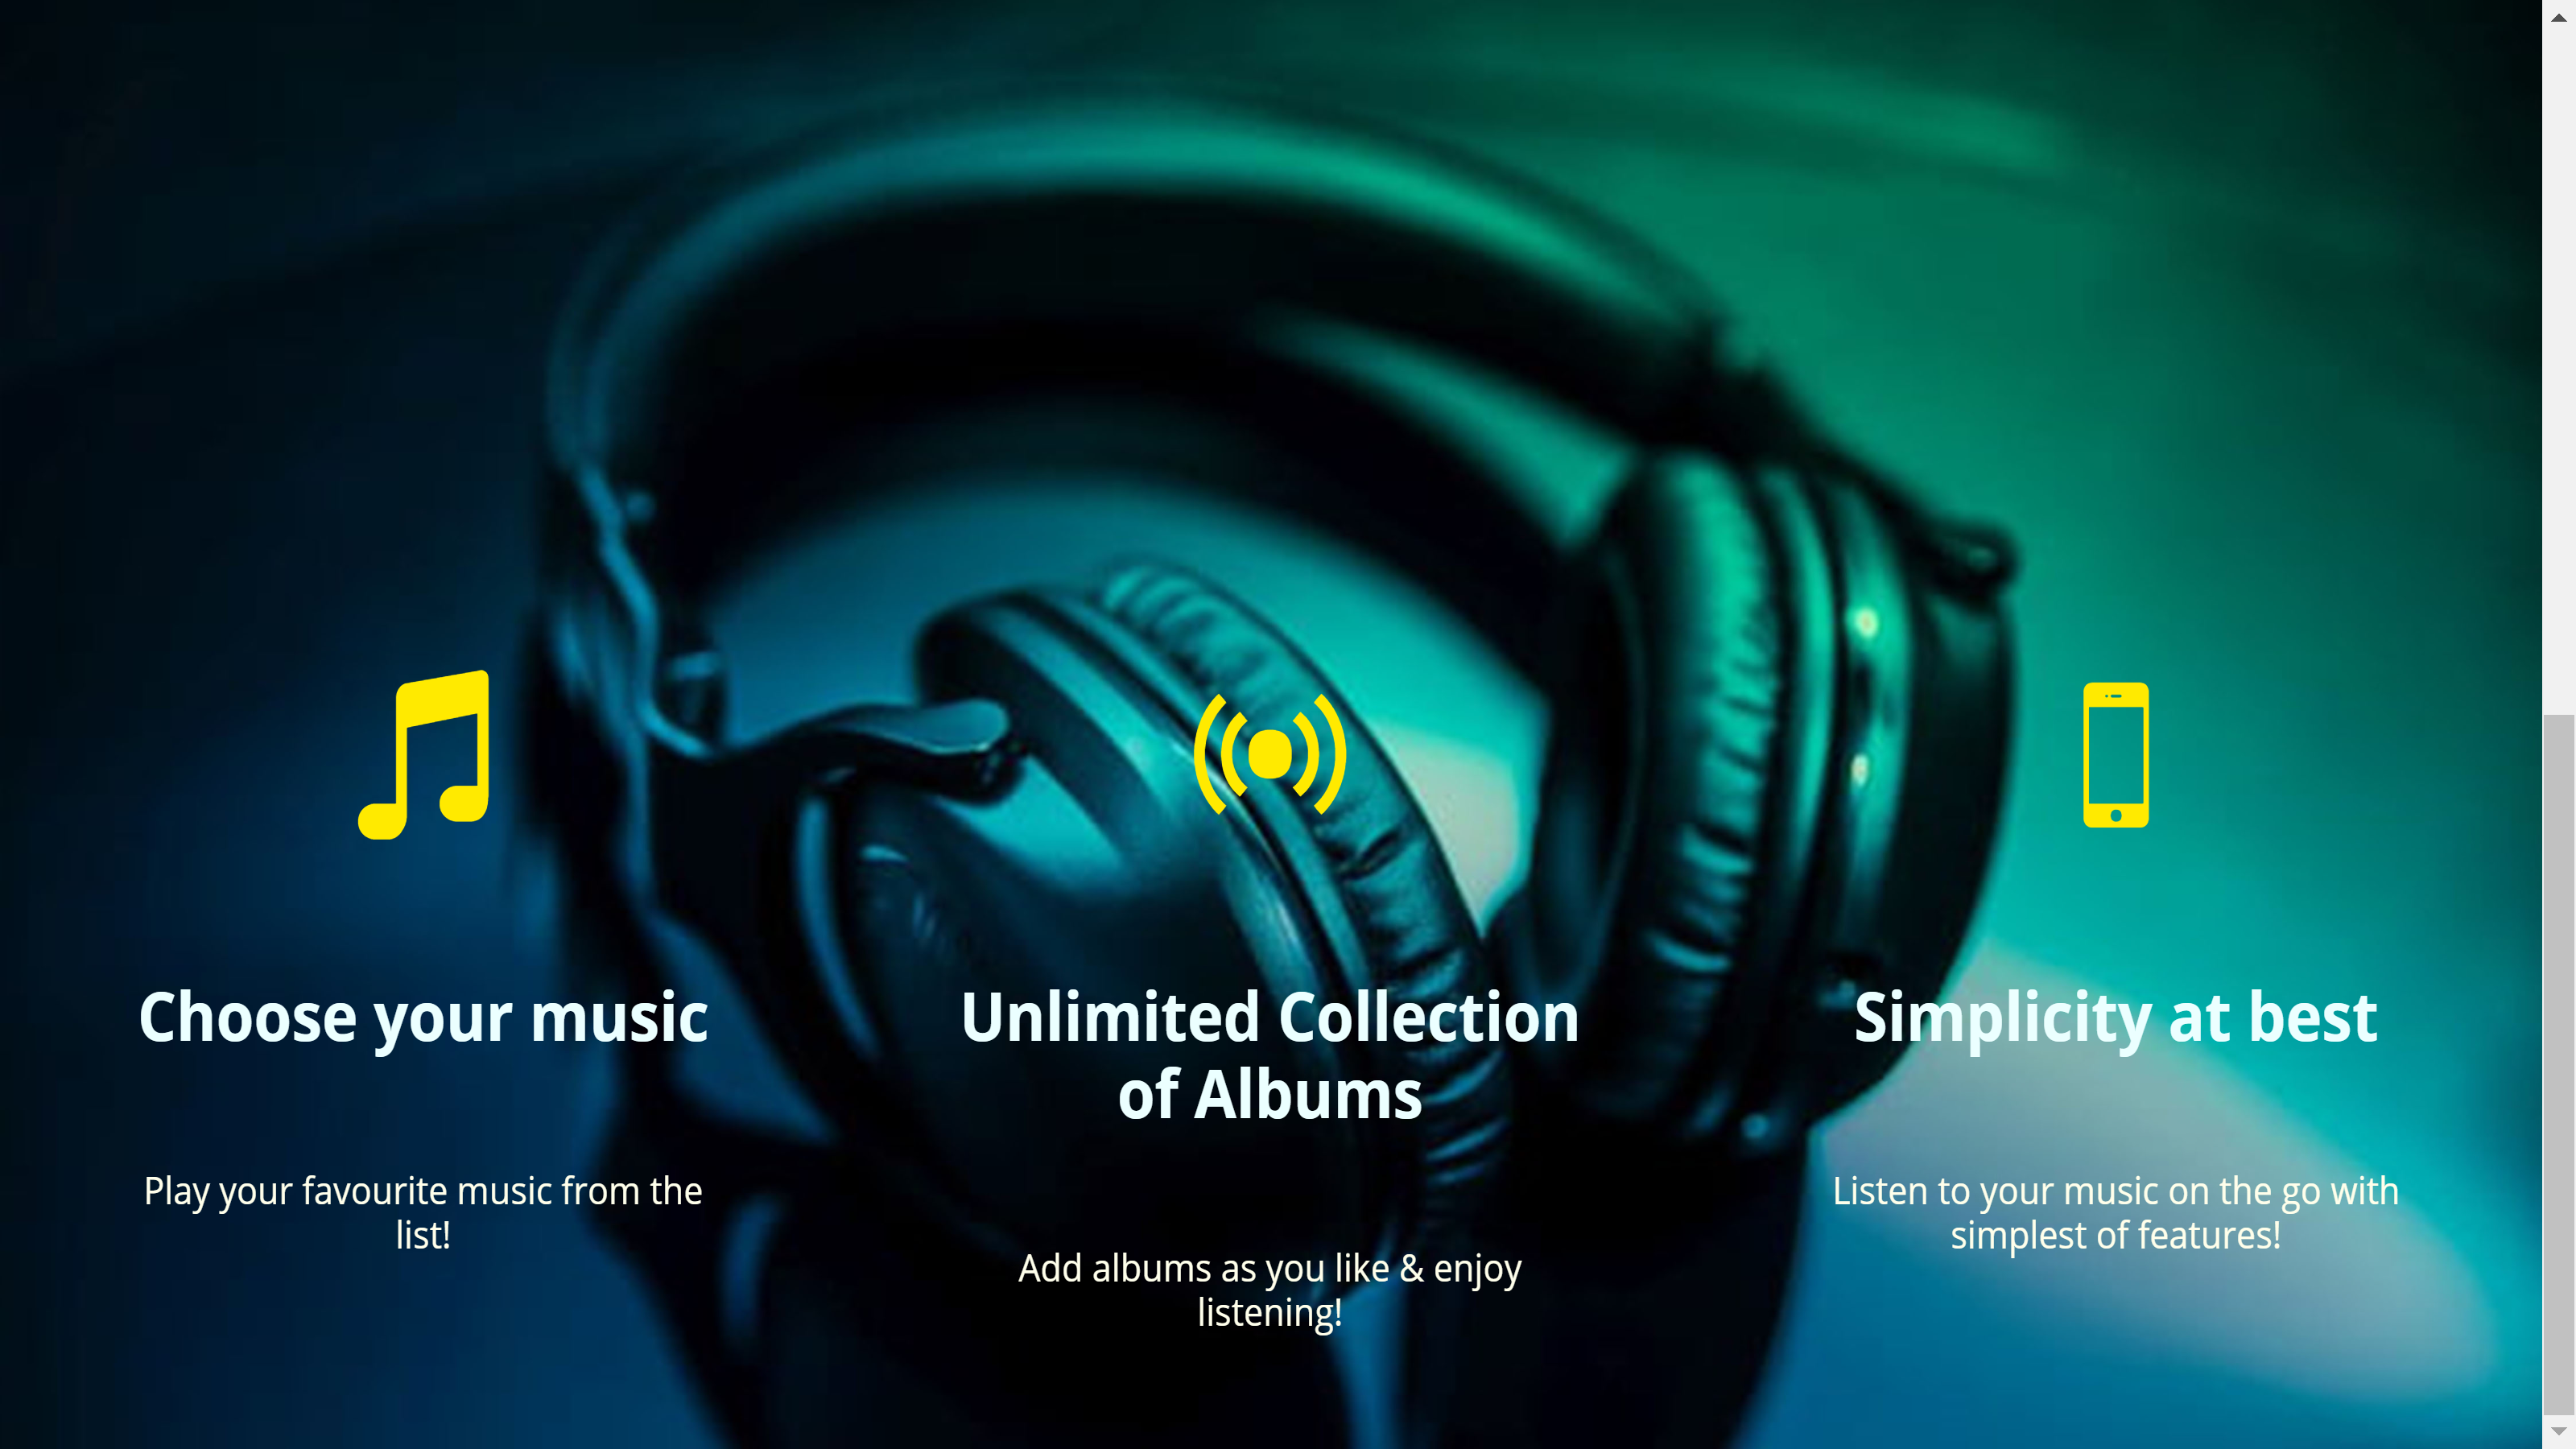 Choose your music
Play your favourite music from the
list!
Unlimited Collection
of Albums
Add albums as you like & enjoy
listening!
Simplicity at best
Listen to your music on the go with
simplest of features!